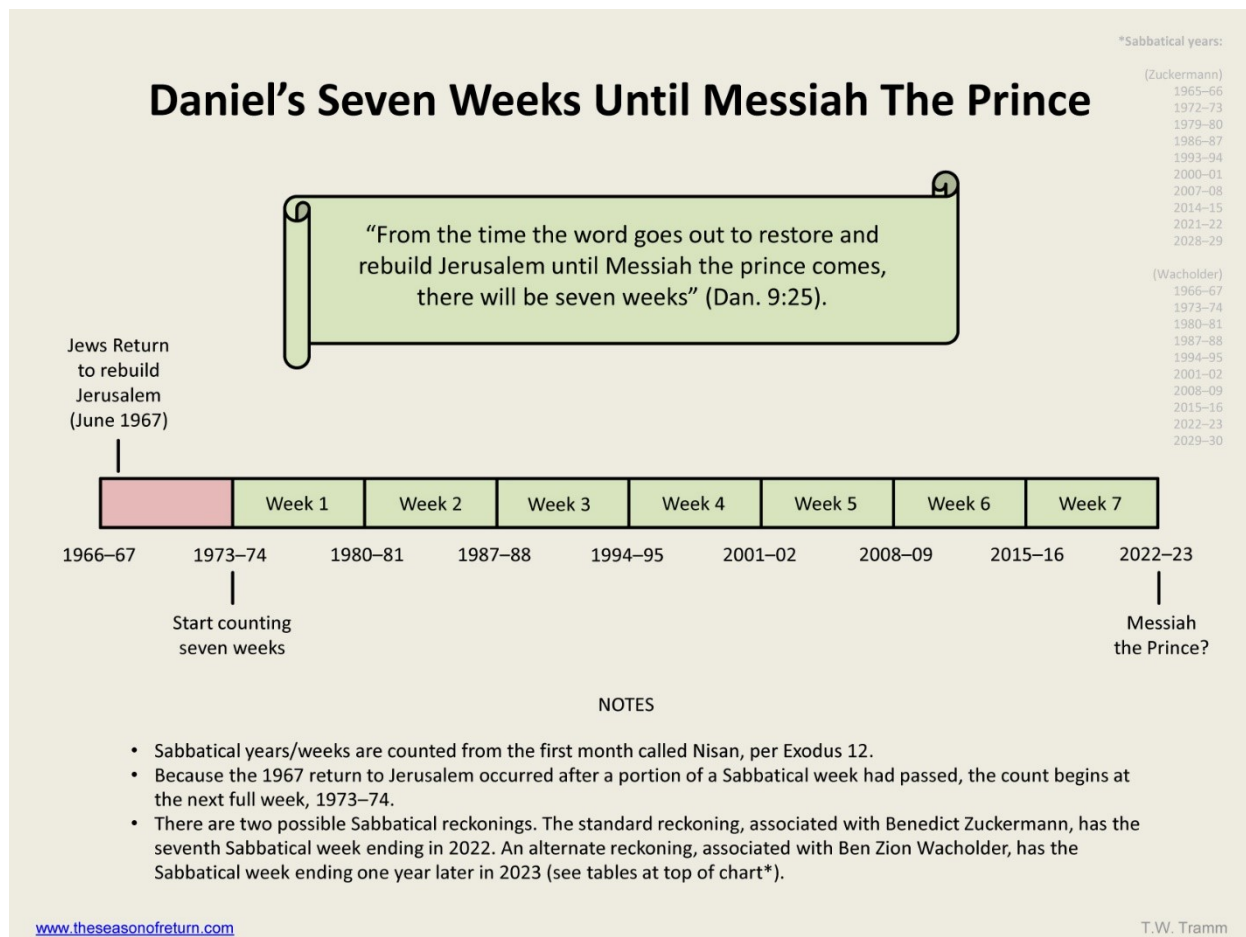 *Sabbatical years:
(Zuckermann)
1965–66
1972–73
1979–80
1986–87
1993–94
2000–01
2007–08
2014–15
2021–22
2028–29
(Wacholder)
1966–67
1973–74
1980–81
1987–88
1994–95
2001–02
2008–09
2015–16
2022–23
2029–30
Daniel’s Seven Weeks Until Messiah The Prince
“From the time the word goes out to restore and
rebuild Jerusalem until Messiah the prince comes,
there will be seven weeks” (Dan. 9:25).
Jews Return
to rebuild
Jerusalem
(June 1967)
Week 1 Week 2 Week 3 Week 4 Week 5 Week 6 Week 7
1966–67 1973–74 1980–81 1987–88 1994–95 2001–02 2008–09 2015–16 2022–23
Start counting
seven weeks
Messiah
the Prince?
NOTES
• Sabbatical years/weeks are counted from the first month called Nisan, per Exodus 12.
• Because the 1967 return to Jerusalem occurred after a portion of a Sabbatical week had passed, the count begins at
the next full week, 1973–74.
• There are two possible Sabbatical reckonings. The standard reckoning, associated with Benedict Zuckermann, has the
seventh Sabbatical week ending in 2022. An alternate reckoning, associated with Ben Zion Wacholder, has the
Sabbatical week ending one year later in 2023 (see tables at top of chart*).
www.theseasonofreturn.com
T.W. Tramm